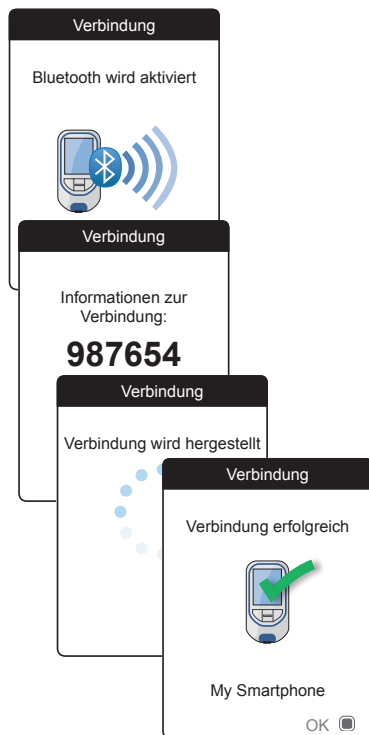 Verbindung
Bluetooth wird aktiviert
Verbindung
Informationen zur
Verbindung:
987654
Verbindung
Verbindung wird hergestellt
Verbindung
Verbindung erfolgreich
My Smartphone
OK